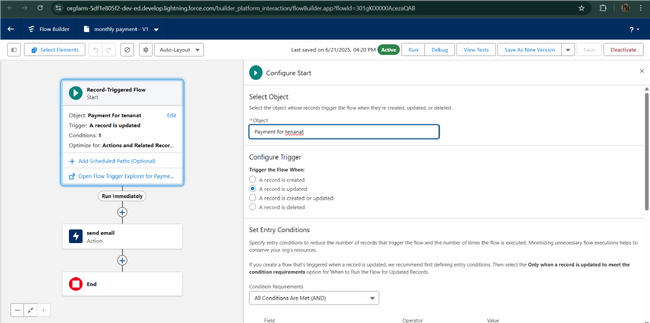 orgfarm-5df1e805f2-dev-ed.develop.lightning.force.com/builder_platform_interaction/flowBuilder.app?flowId=301gK00000AcezaQAB
Flow Builder
monthly payment - V1
?
Select Elements
Auto-Layout
Last saved on 6/21/2025, 04:20 PM
Active
Run
Debug
View Tests
Save As New Version
Save
Deactivate
Record-Triggered Flow
Start
Object: Payment for tenanat
Edit
Trigger: A record is updated
Conditions: 1
Optimize for: Actions and Related Recor...
+ Add Scheduled Paths (Optional)
Open Flow Trigger Explorer for Payme...
Run Immediately
send email
Action
End
Configure Start
Select Object
Select the object whose records trigger the flow when they're created, updated, or deleted.
* Object
Payment for tenanat
Configure Trigger
Trigger the Flow When:
A record is created
A record is updated
A record is created or updated
A record is deleted
Set Entry Conditions
Specify entry conditions to reduce the number of records that trigger the flow and the number of times the flow is executed. Minimizing unnecessary flow executions helps to
conserve your org's resources.
If you create a flow that's triggered when a record is updated, we recommend first defining entry conditions. Then select the Only when a record is updated to meet the
condition requirements option for When to Run the Flow for Updated Records.
Condition Requirements
All Conditions Are Met (AND)
Field
Operator
Value